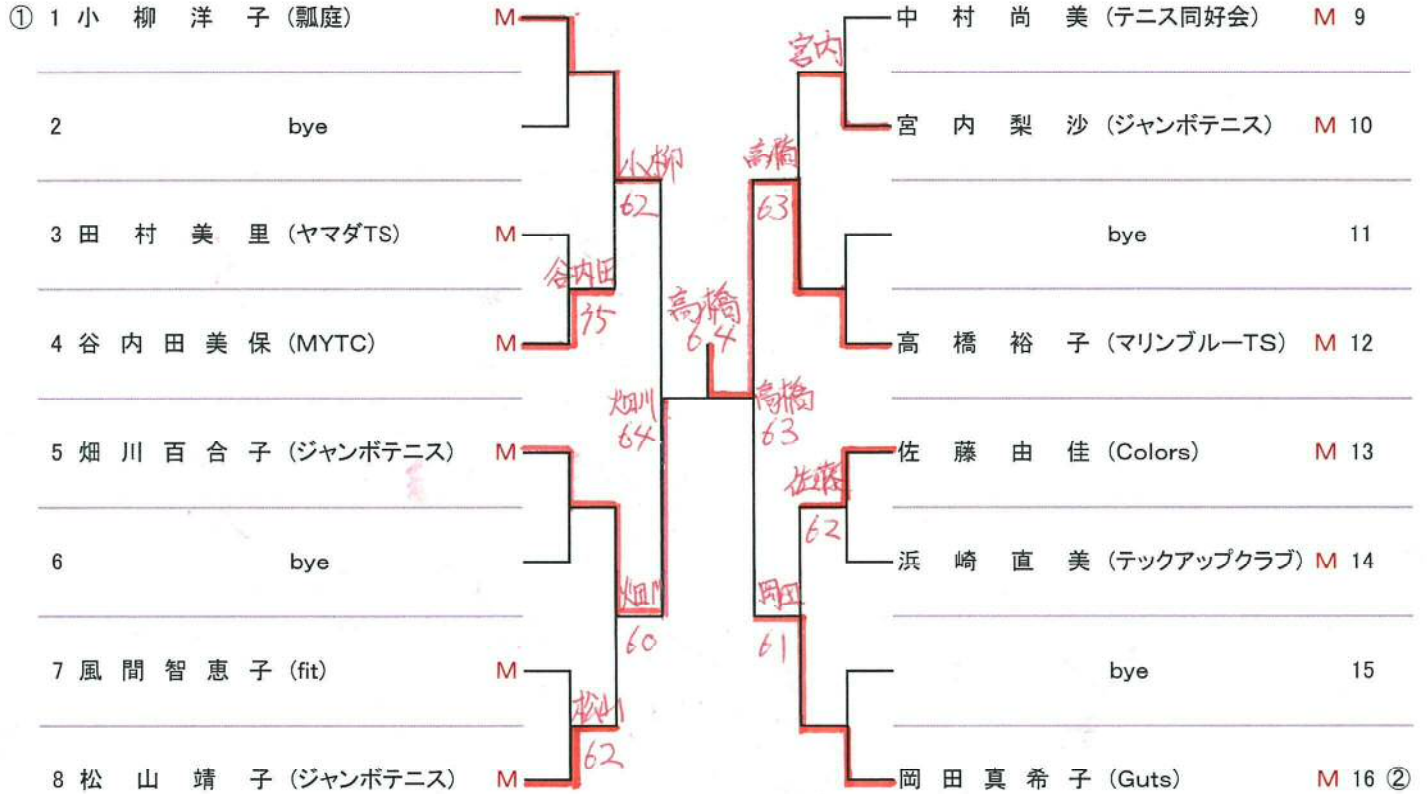 ① 1 小柳洋子 (瓢庭) M
2 bye
小柳
62
3 田村美里 (ヤマダTS) M
谷内田
75
4 谷内田美保 (MYTC) M
畑川
64
5 畑川百合子 (ジャンボテニス) M
6 bye
畑川
60
7 風間智恵子 (fit) M
松山
62
8 松山靖子 (ジャンボテニス) M
高橋
64
中村尚美 (テニス同好会) M 9
宮内
宮内梨沙 (ジャンボテニス) M 10
高橋
63
bye 11
高橋裕子 (マリンブルーTS) M 12
高橋
63
佐藤由佳 (Colors) M 13
佐藤
62
浜崎直美 (テックアップクラブ) M 14
岡田
61
bye 15
岡田真希子 (Guts) M 16 ②